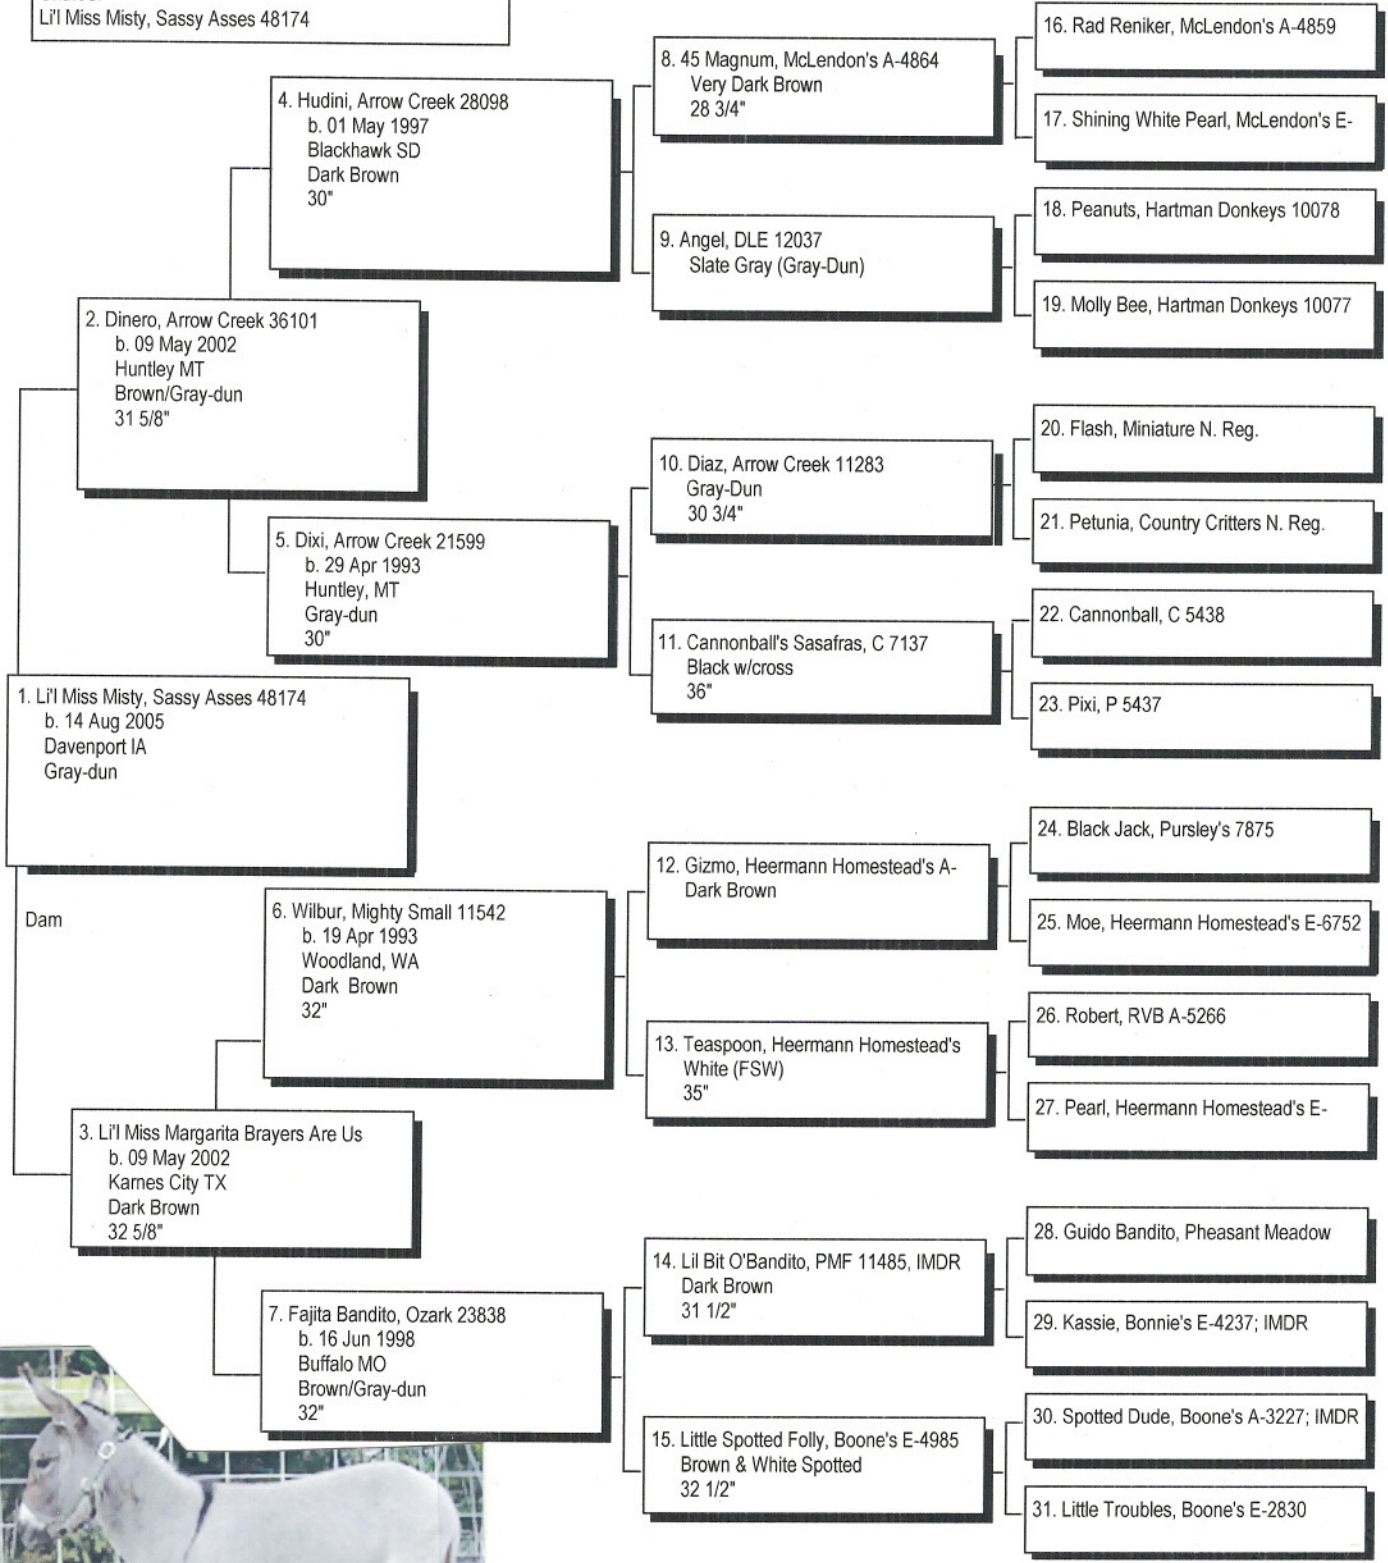 Li'l Miss Misty, Sassy Asses 48174
16. Rad Reniker, McLendon's A-4859
8. 45 Magnum, McLendon's A-4864
Very Dark Brown
28 3/4"
4. Hudini, Arrow Creek 28098
b. 01 May 1997
Blackhawk SD
Dark Brown
30"
17. Shining White Pearl, McLendon's E-
18. Peanuts, Hartman Donkeys 10078
9. Angel, DLE 12037
Slate Gray (Gray-Dun)
19. Molly Bee, Hartman Donkeys 10077
2. Dinero, Arrow Creek 36101
b. 09 May 2002
Huntley MT
Brown/Gray-dun
31 5/8"
20. Flash, Miniature N. Reg.
10. Diaz, Arrow Creek 11283
Gray-Dun
30 3/4"
21. Petunia, Country Critters N. Reg.
5. Dixi, Arrow Creek 21599
b. 29 Apr 1993
Huntley, MT
Gray-dun
30"
22. Cannonball, C 5438
11. Cannonball's Sasafras, C 7137
Black w/cross
36"
23. Pixi, P 5437
1. Li'l Miss Misty, Sassy Asses 48174
b. 14 Aug 2005
Davenport IA
Gray-dun
24. Black Jack, Pursley's 7875
12. Gizmo, Heermann Homestead's A-
Dark Brown
25. Moe, Heermann Homestead's E-6752
Dam
6. Wilbur, Mighty Small 11542
b. 19 Apr 1993
Woodland, WA
Dark Brown
32"
26. Robert, RVB A-5266
13. Teaspoon, Heermann Homestead's
White (FSW)
35"
27. Pearl, Heermann Homestead's E-
3. Li'l Miss Margarita Brayers Are Us
b. 09 May 2002
Karnes City TX
Dark Brown
32 5/8"
28. Guido Bandito, Pheasant Meadow
14. Lil Bit O'Bandito, PMF 11485, IMDR
Dark Brown
31 1/2"
29. Kassie, Bonnie's E-4237; IMDR
7. Fajita Bandito, Ozark 23838
b. 16 Jun 1998
Buffalo MO
Brown/Gray-dun
32"
30. Spotted Dude, Boone's A-3227; IMDR
15. Little Spotted Folly, Boone's E-4985
Brown & White Spotted
32 1/2"
31. Little Troubles, Boone's E-2830